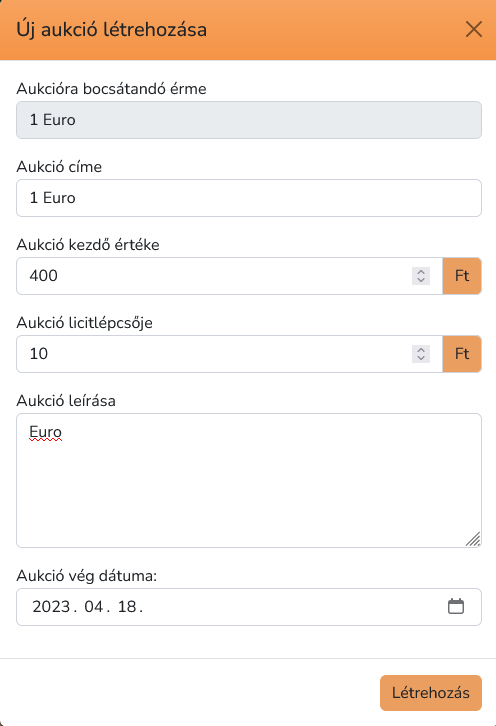 Új aukció létrehozása
Aukcióra bocsátandó érme
1 Euro
Aukció címe
1 Euro
Aukció kezdő értéke
400 Ft
Aukció licitlépcsője
10 Ft
Aukció leírása
Euro
Aukció vég dátuma:
2023. 04. 18.
Létrehozás